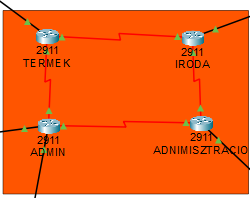 2911
TERMEK
2911
IRODA
2911
ADMIN
2911
ADNIMISZTRACIO